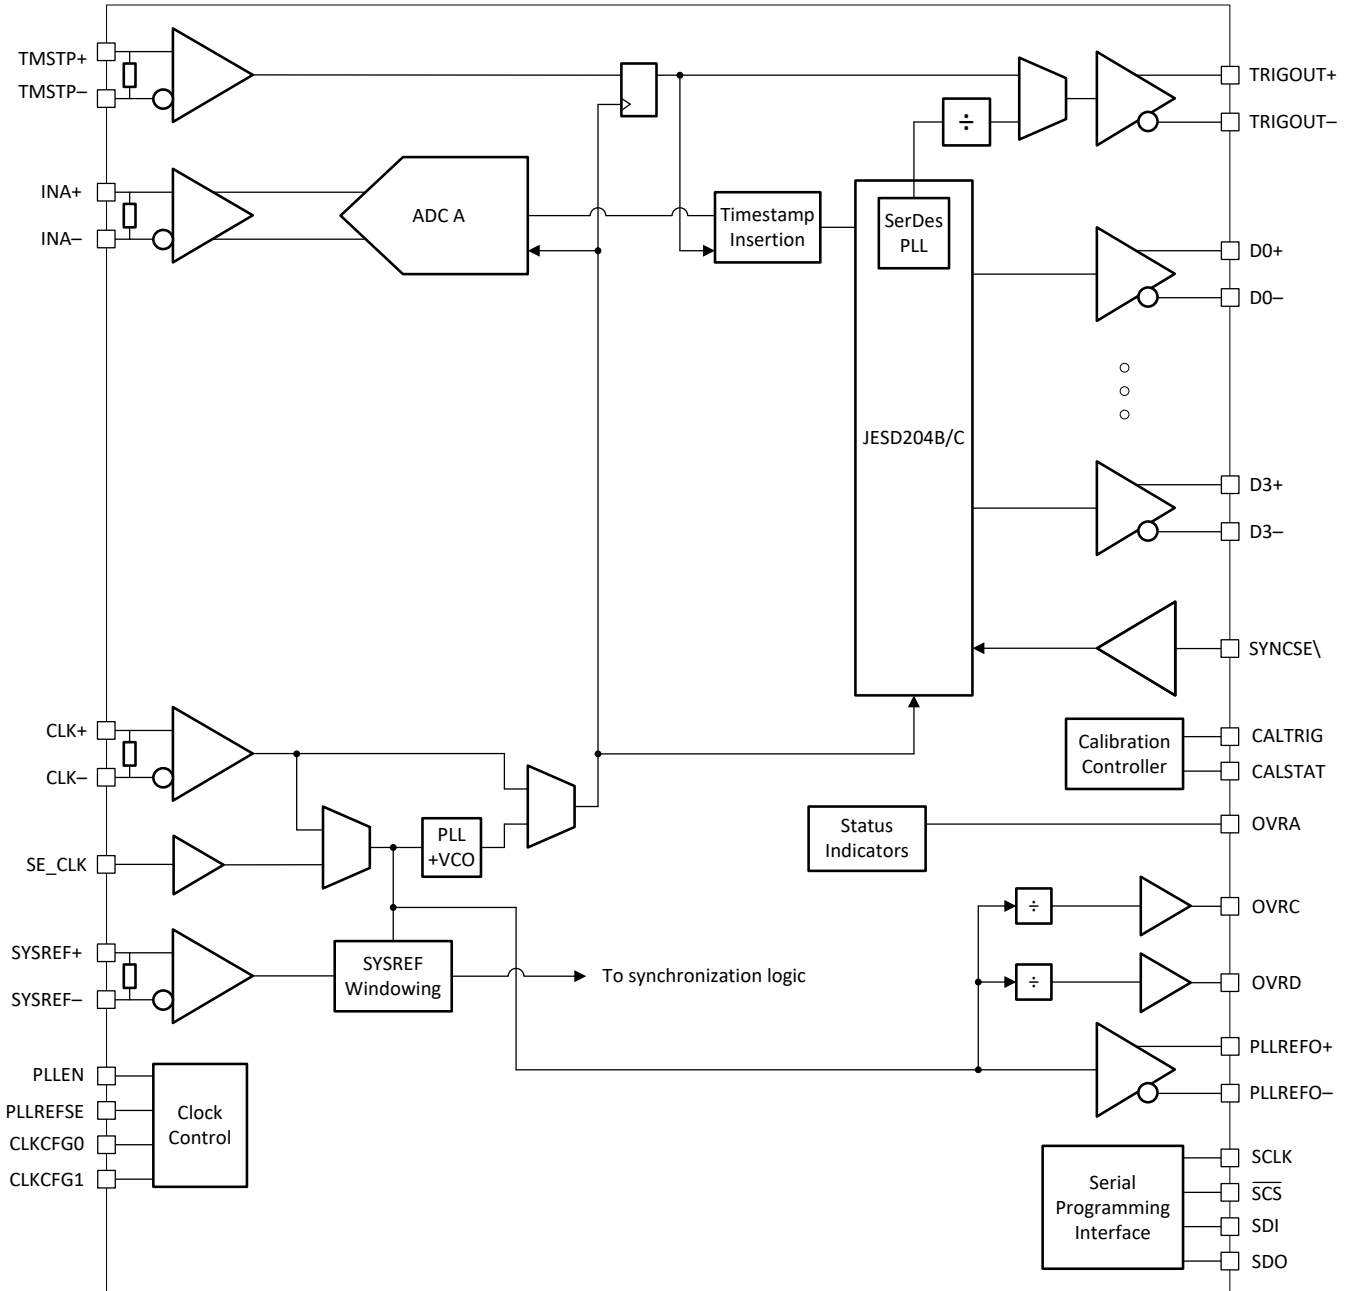 TMSTP+
TMSTP–
TRIGOUT+
TRIGOUT–
÷
INA+
INA–
ADC A
Timestamp
Insertion
SerDes
PLL
D0+
D0–
JESD204B/C
D3+
D3–
SYNCSE\
CLK+
CLK–
Calibration
Controller
CALTRIG
CALSTAT
PLL
+VCO
Status
Indicators
OVRA
SE_CLK
÷
OVRC
SYSREF+
SYSREF–
SYSREF
Windowing
To synchronization logic
÷
OVRD
PLLREFO+
PLLREFO–
PLLEN
PLLREFSE
CLKCFG0
CLKCFG1
Clock
Control
Serial
Programming
Interface
SCLK
SCS
SDI
SDO